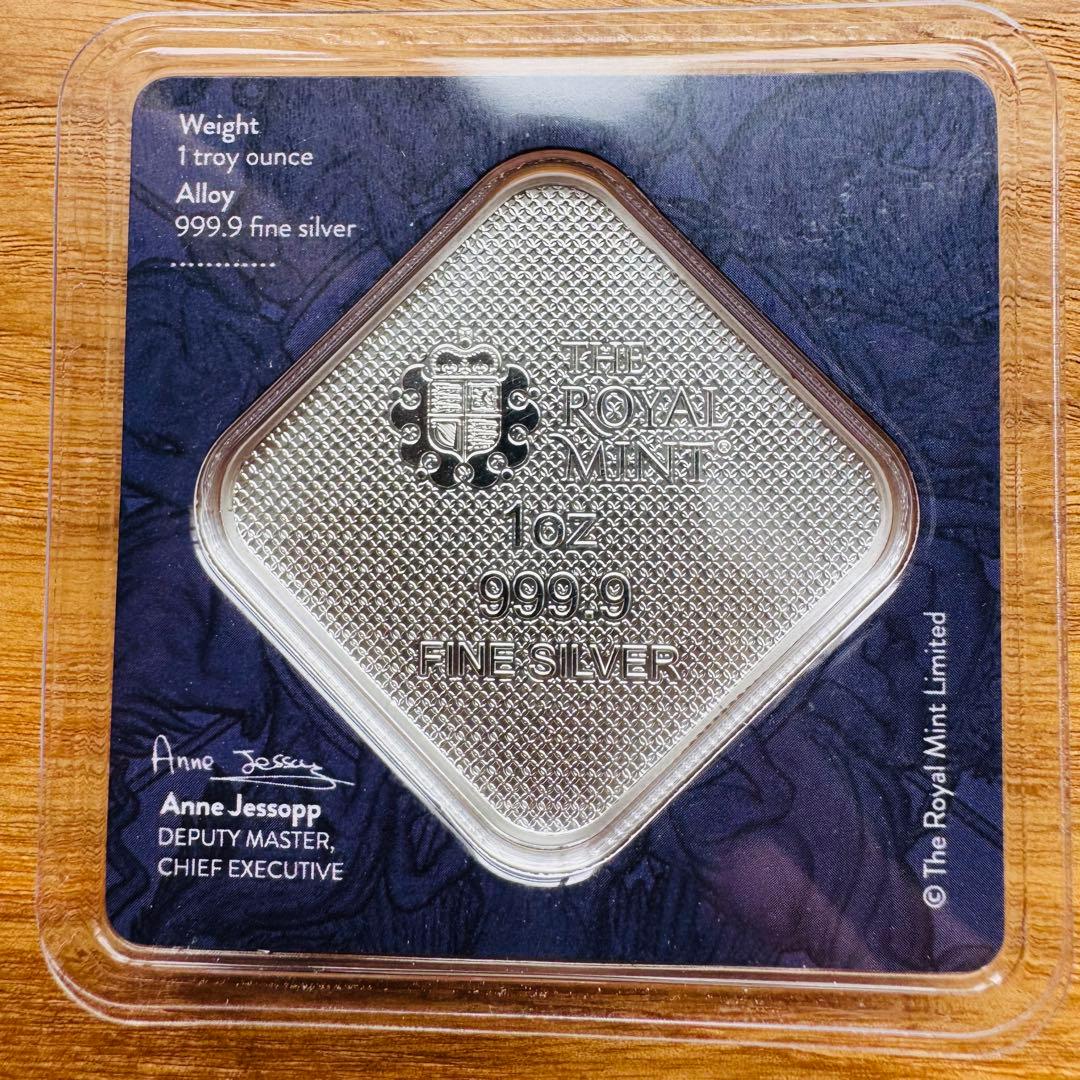 Weight
1 troy ounce
Alloy
999.9 fine silver
THE
ROYAL
MINT®
1oz
999.9
FINE SILVER
Anne Jessopp
Anne Jessopp
DEPUTY MASTER,
CHIEF EXECUTIVE
© The Royal Mint Limited